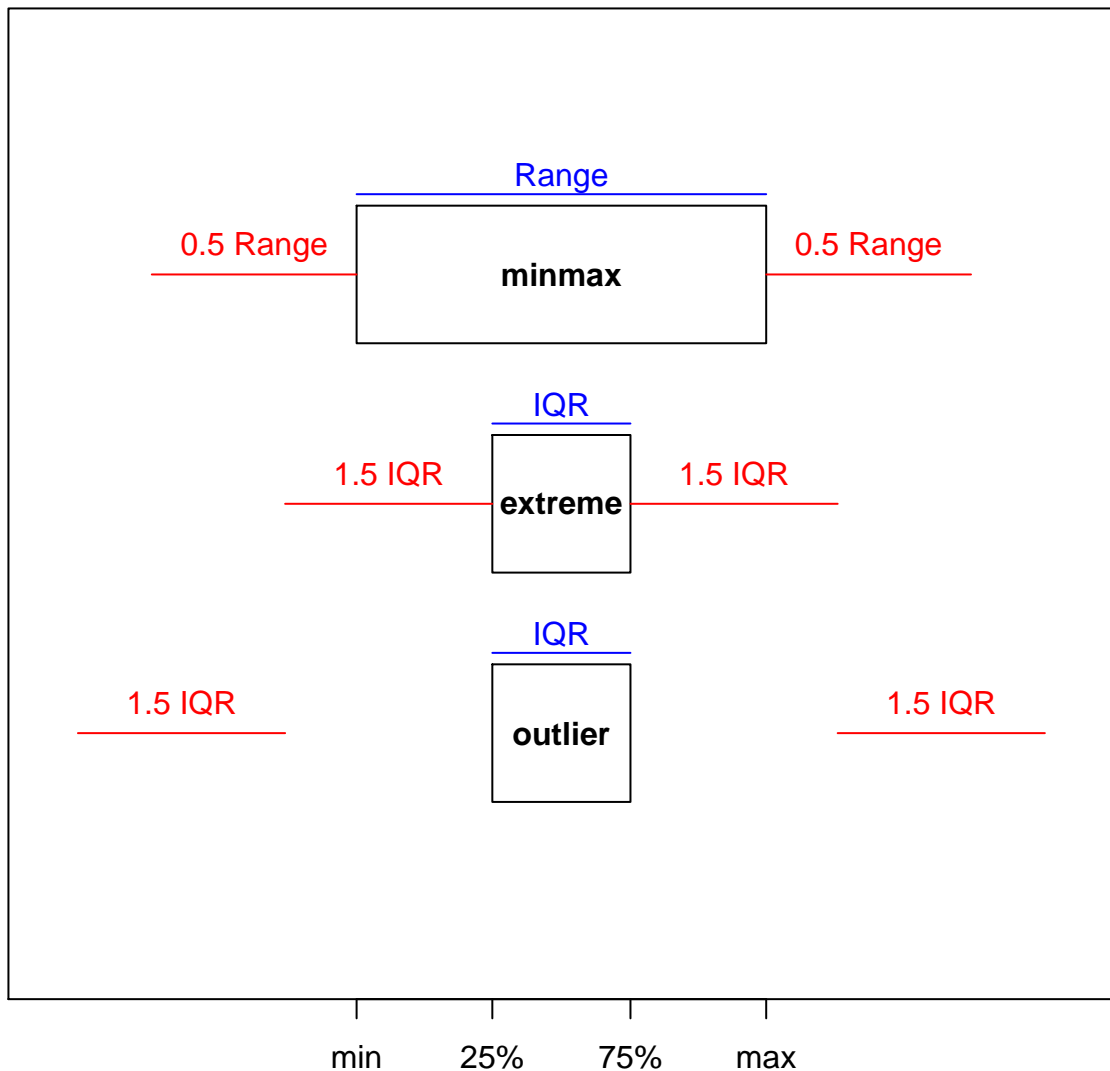 Range
0.5 Range
0.5 Range
minmax
IQR
1.5 IQR
1.5 IQR
extreme
IQR
1.5 IQR
1.5 IQR
outlier
min
25%
75%
max